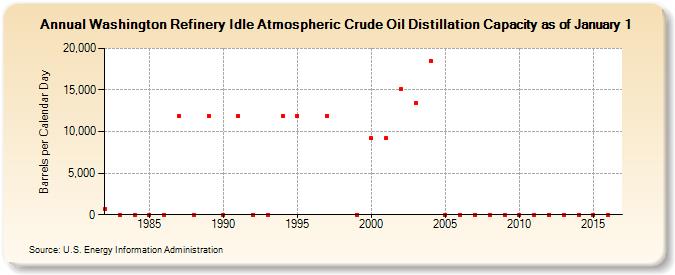 Annual Washington Refinery Idle Atmospheric Crude Oil Distillation Capacity as of January 1
Barrels per Calendar Day
20,000
15,000
10,000
5,000
0
1985 1990 1995 2000 2005 2010 2015
Source: U.S. Energy Information Administration